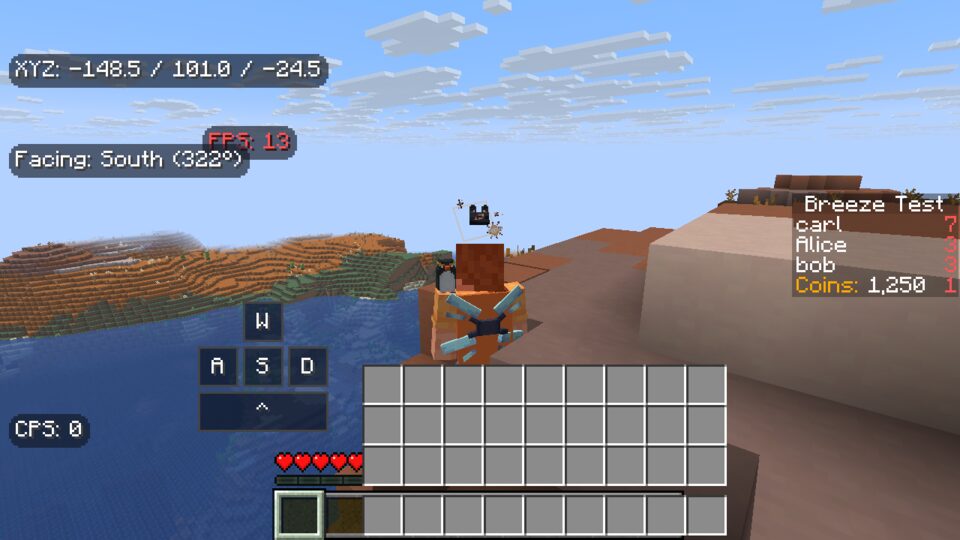 XYZ: -148.5 / 101.0 / -24.5
FPS: 13
Facing: South (322°)
Breeze Test
carl 7
Alice 3
bob 3
Coins: 1,250 1
W
A S D
^
CPS: 0